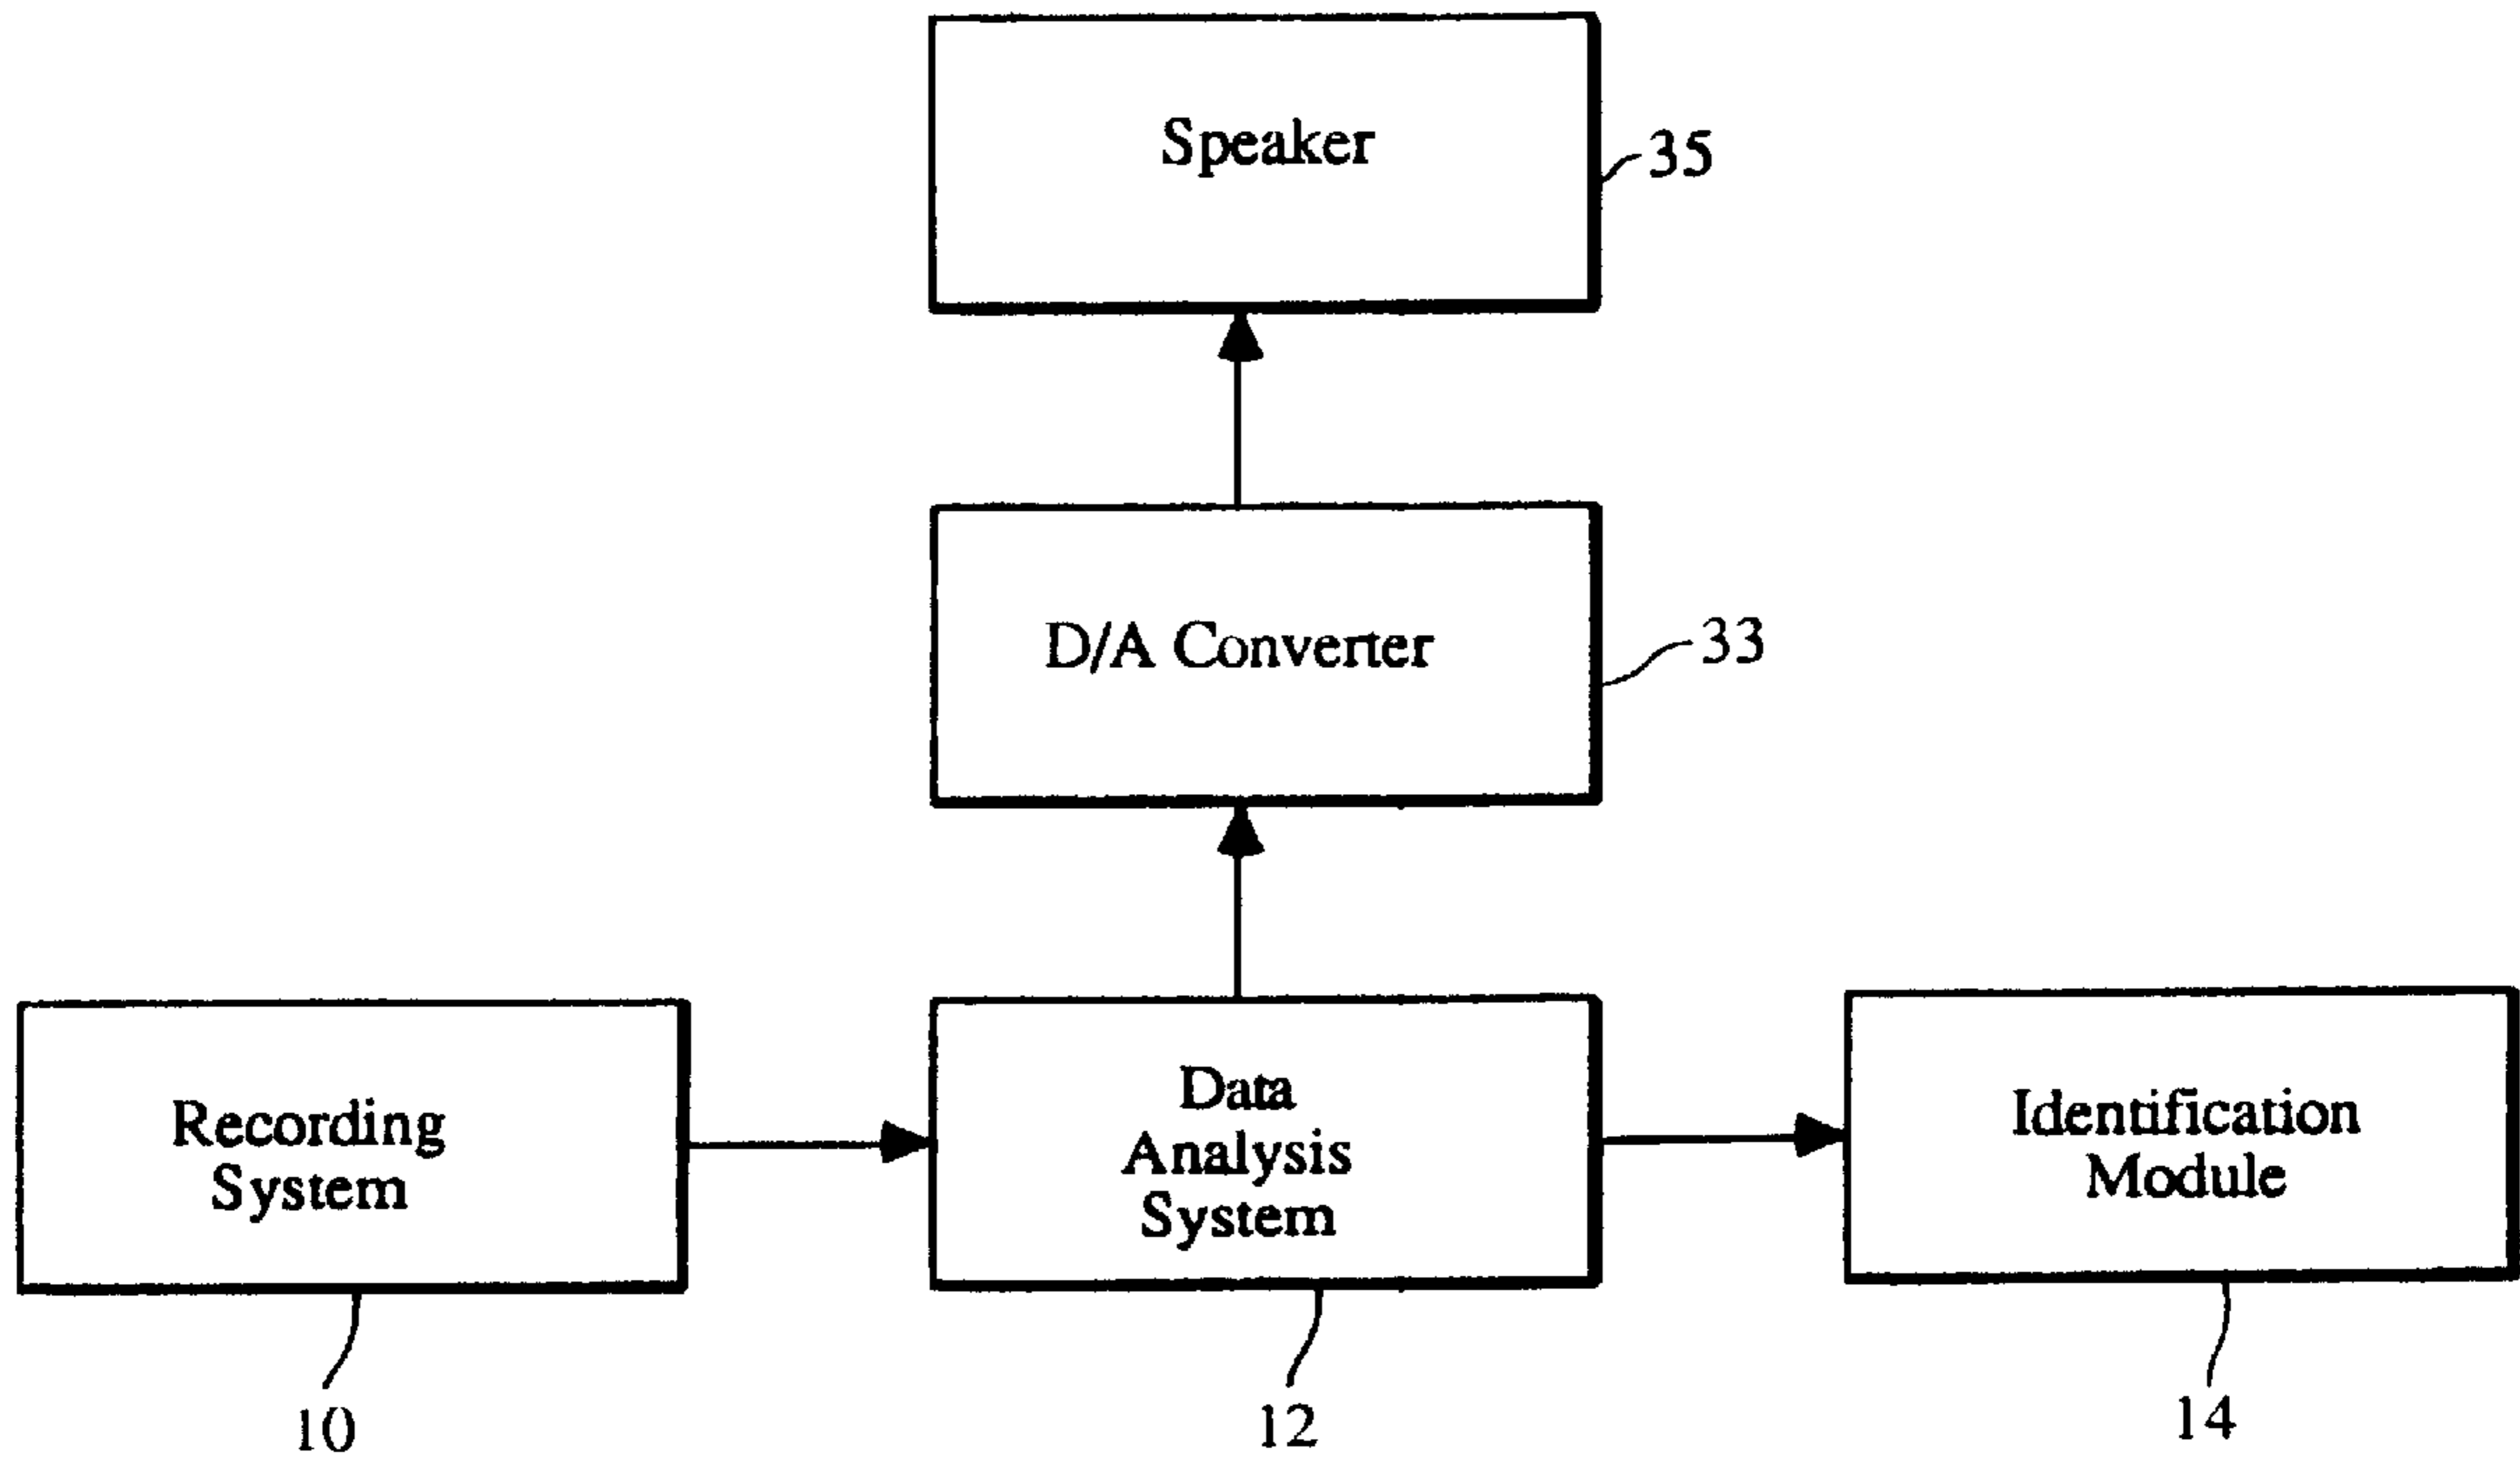 Speaker
35
D/A Converter
33
Recording
System
10
Data
Analysis
System
12
Identification
Module
14